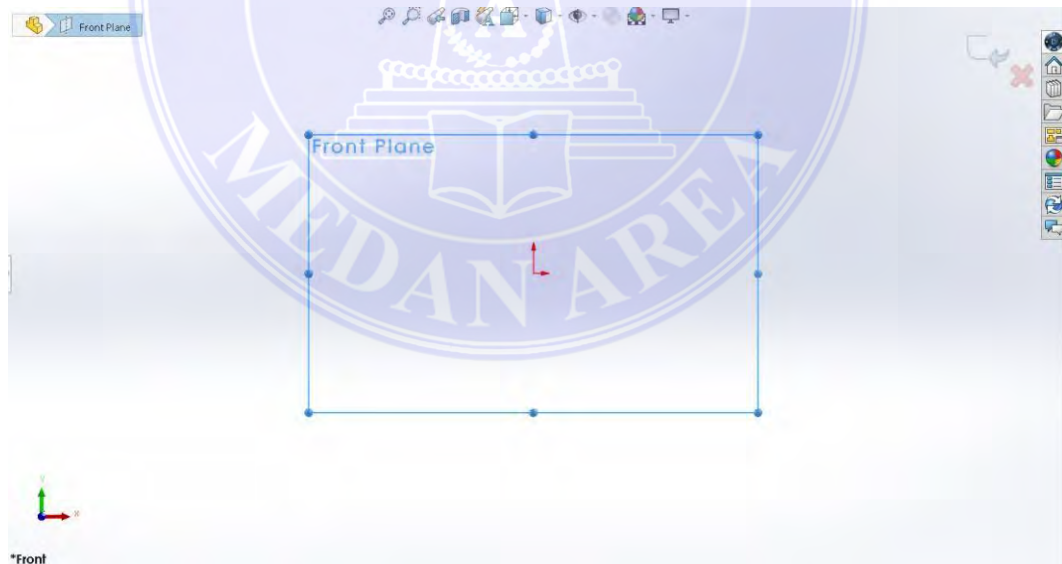 Front Plane
Front Plane
MEDAN AREA
Y
X
*Front